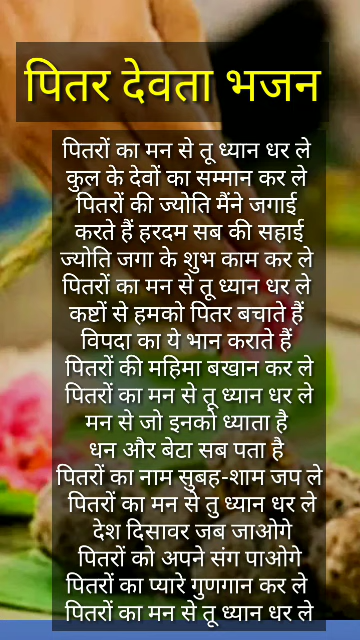 पितर देवता भजन
पितरों का मन से तू ध्यान धर ले
कुल के देवों का सम्मान कर ले
पितरों की ज्योति मैंने जगाई
करते हैं हरदम सब की सहाई
ज्योति जगा के शुभ काम कर ले
पितरों का मन से तू ध्यान धर ले
कष्टों से हमको पितर बचाते हैं
विपदा का ये भान कराते हैं
पितरों की महिमा बखान कर ले
पितरों का मन से तू ध्यान धर ले
मन से जो इनको ध्याता है
धन और बेटा सब पता है
पितरों का नाम सुबह-शाम जप ले
पितरों का मन से तु ध्यान धर ले
देश दिसावर जब जाओगे
पितरों को अपने संग पाओगे
पितरों का प्यारे गुणगान कर ले
पितरों का मन से तू ध्यान धर ले